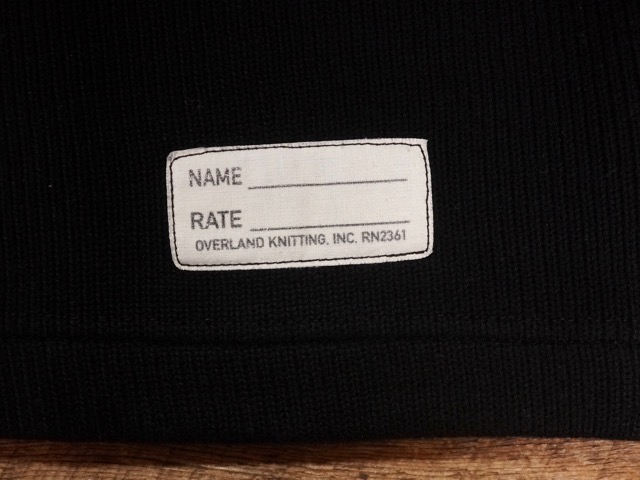 NAME
RATE
OVERLAND KNITTING, INC. RN2361